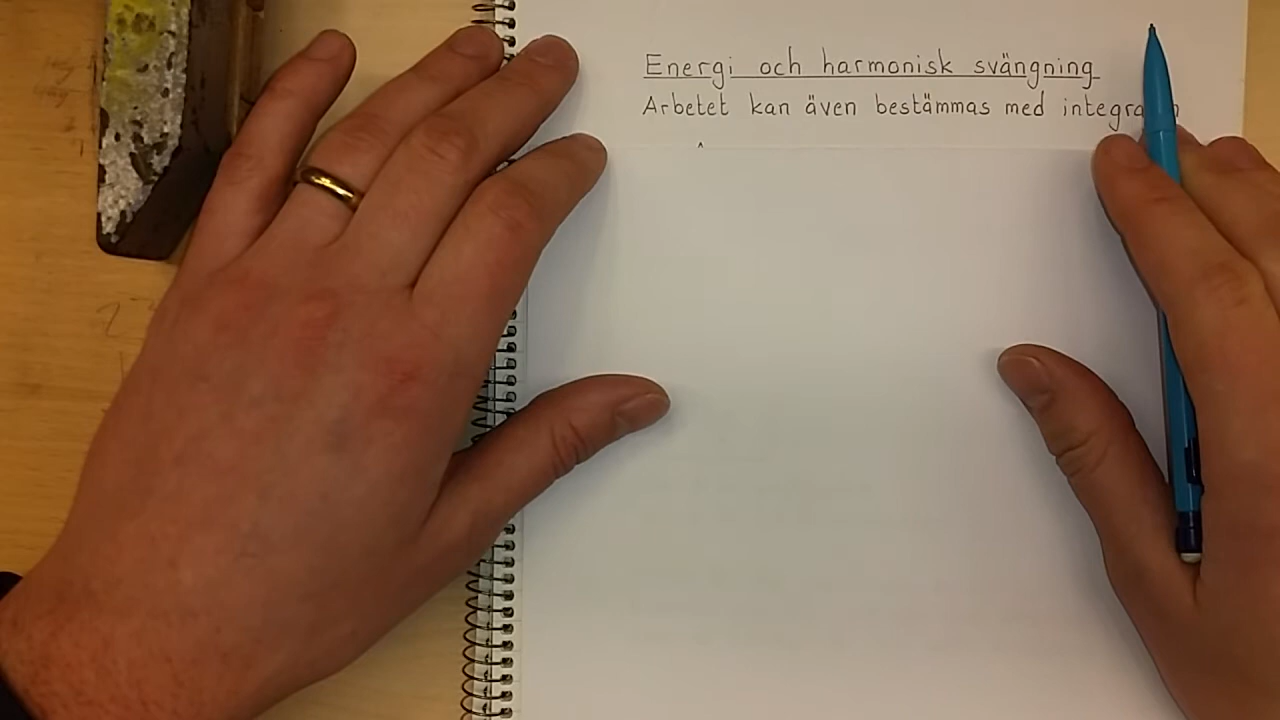 Energi och harmonisk svängning
Arbetet kan även bestämmas med